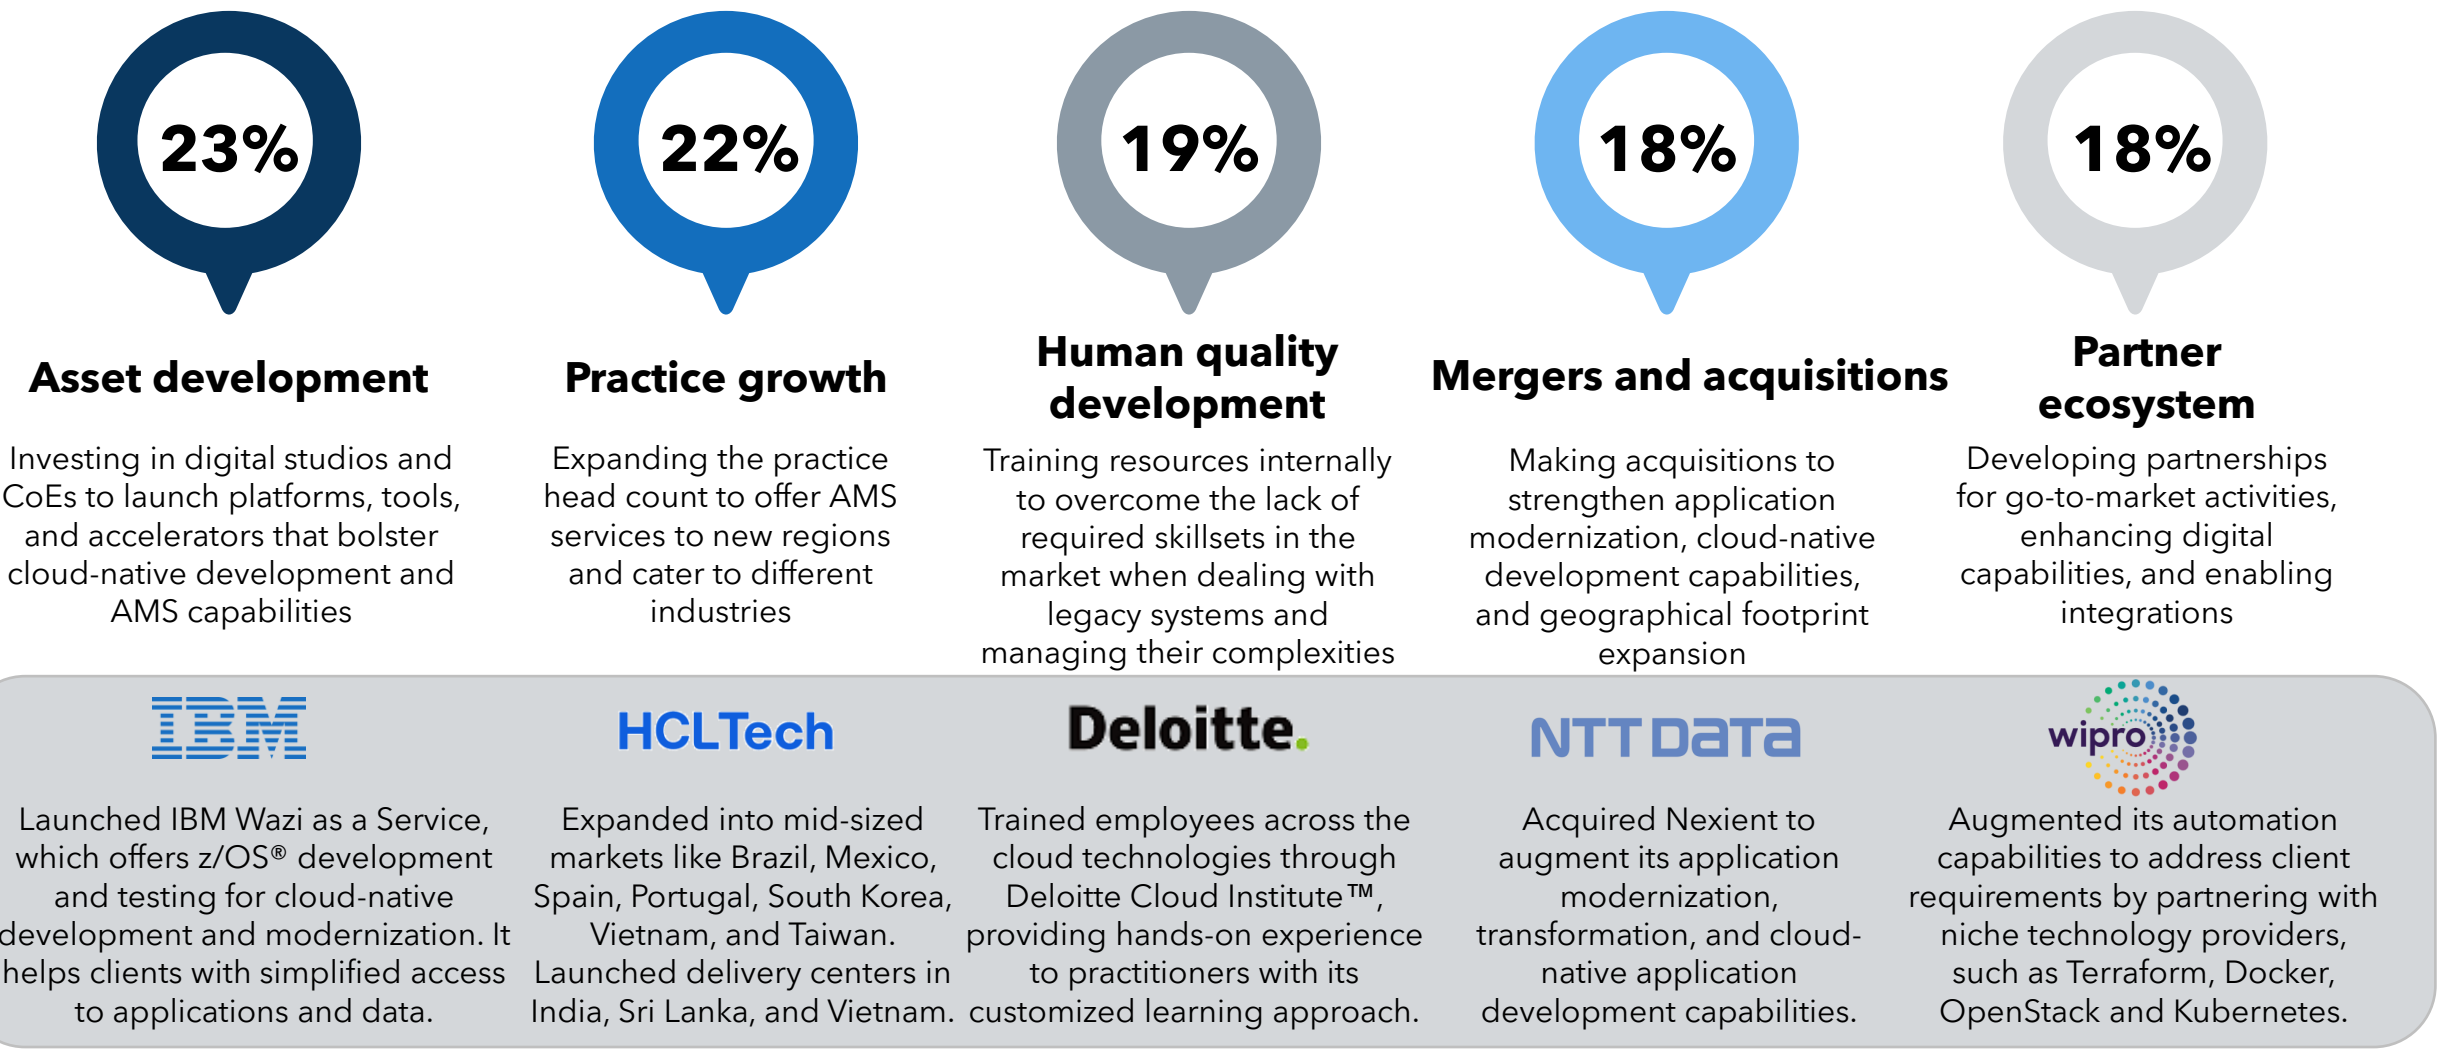 23%
22%
19%
18%
18%
Asset development
Investing in digital studios and
CoEs to launch platforms, tools,
and accelerators that bolster
cloud-native development and
AMS capabilities
Practice growth
Expanding the practice
head count to offer AMS
services to new regions
and cater to different
industries
Human quality
development
Training resources internally
to overcome the lack of
required skillsets in the
market when dealing with
legacy systems and
managing their complexities
Mergers and acquisitions
Making acquisitions to
strengthen application
modernization, cloud-native
development capabilities,
and geographical footprint
expansion
Partner
ecosystem
Developing partnerships
for go-to-market activities,
enhancing digital
capabilities, and enabling
integrations
IBM
Launched IBM Wazi as a Service,
which offers z/OS® development
and testing for cloud-native
development and modernization. It
helps clients with simplified access
to applications and data.
HCLTech
Expanded into mid-sized
markets like Brazil, Mexico,
Spain, Portugal, South Korea,
Vietnam, and Taiwan.
Launched delivery centers in
India, Sri Lanka, and Vietnam.
Deloitte.
Trained employees across the
cloud technologies through
Deloitte Cloud Institute™,
providing hands-on experience
to practitioners with its
customized learning approach.
NTT DATA
Acquired Nexient to
augment its application
modernization,
transformation, and cloud-
native application
development capabilities.
wipro
Augmented its automation
capabilities to address client
requirements by partnering with
niche technology providers,
such as Terraform, Docker,
OpenStack and Kubernetes.